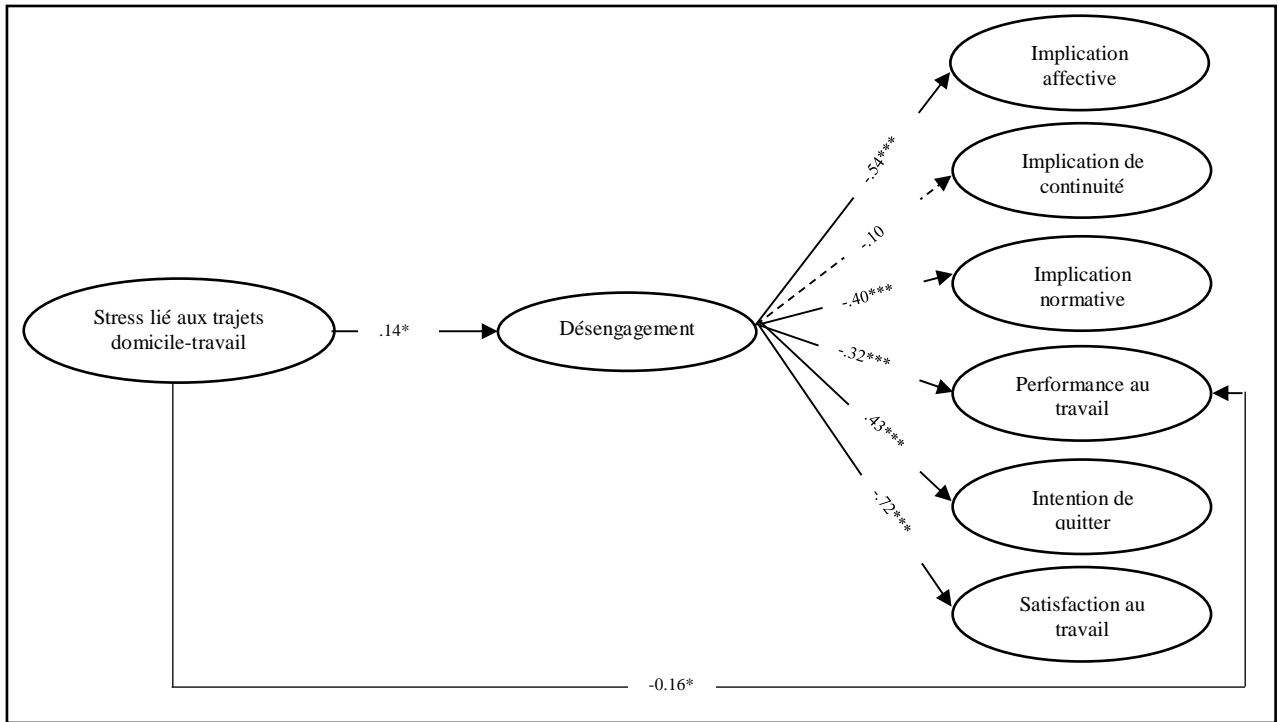 Implication
affective
-.54***
Implication de
continuité
-.10
Implication
normative
-.40***
Stress lié aux trajets
domicile-travail
.14*
Désengagement
-.32***
Performance au
travail
.43***
Intention de
quitter
-.72***
Satisfaction au
travail
-0.16*